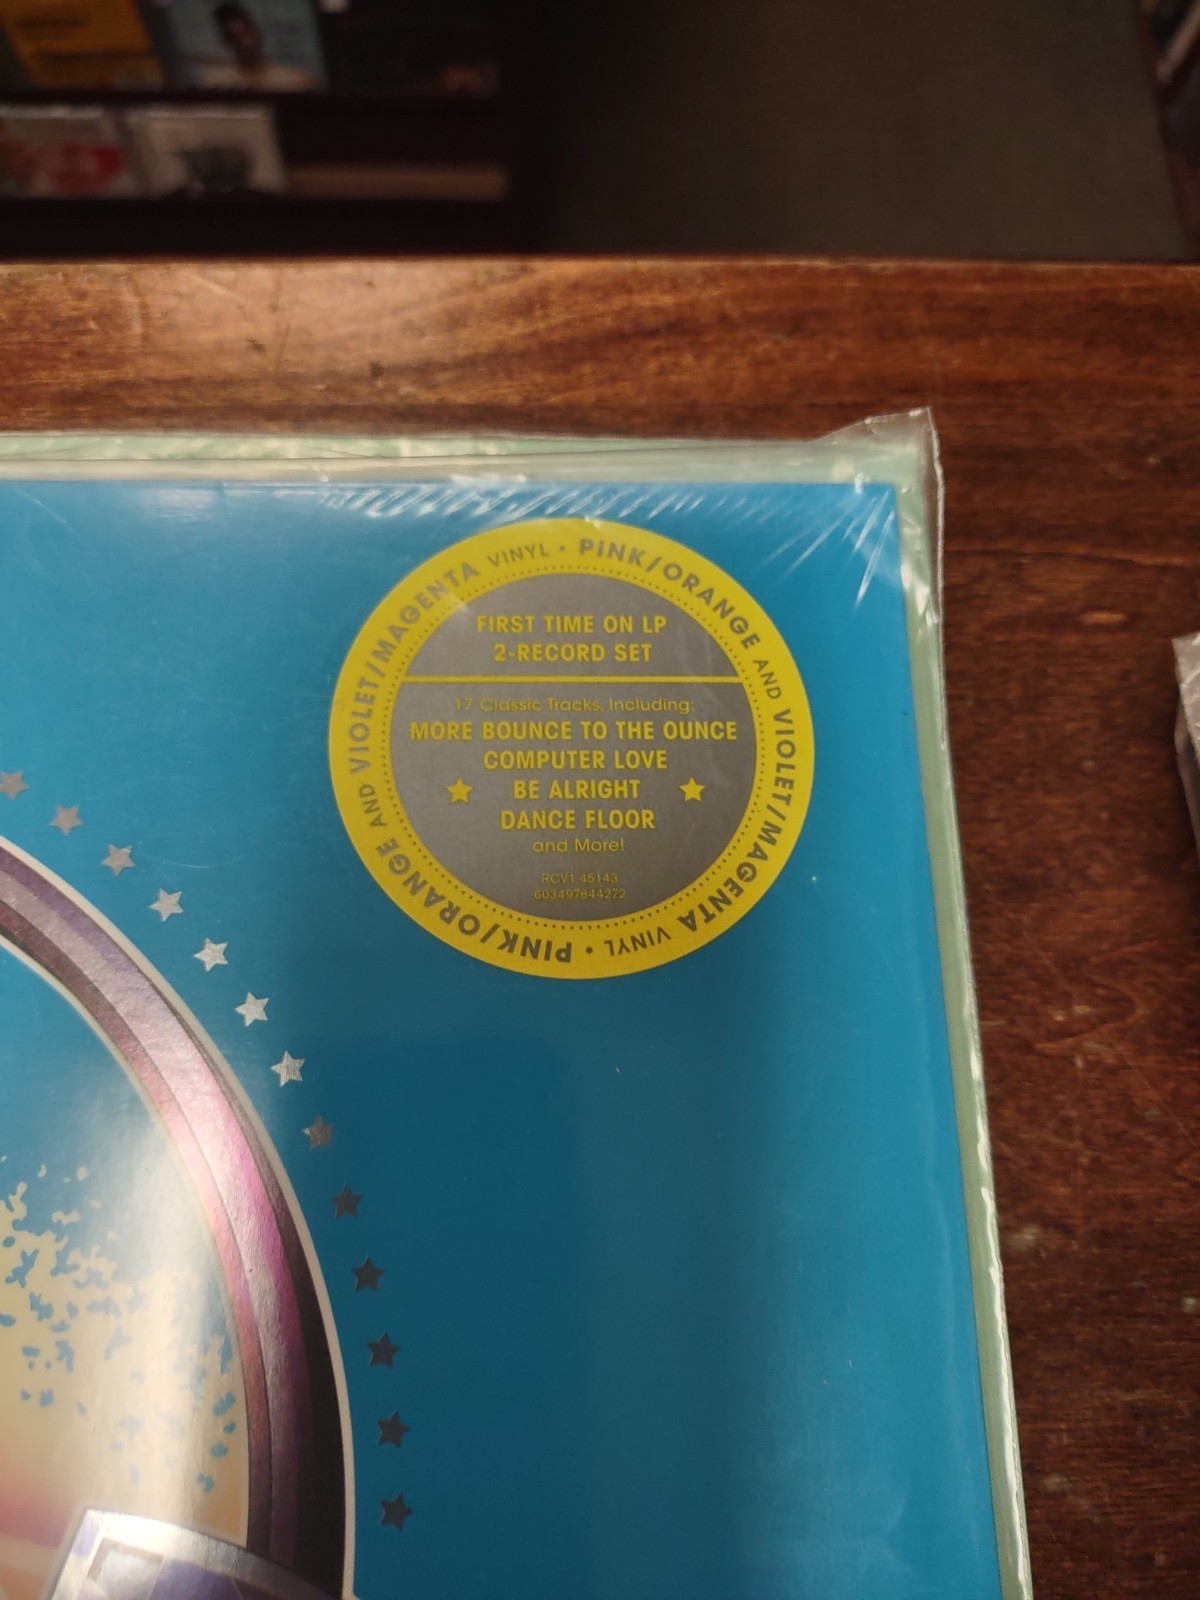 PINK/ORANGE AND VIOLET/MAGENTA VINYL • PINK/ORANGE AND VIOLET/MAGENTA VINYL •
FIRST TIME ON LP
2-RECORD SET
17 Classic Tracks, Including:
MORE BOUNCE TO THE OUNCE
COMPUTER LOVE
BE ALRIGHT
DANCE FLOOR
and More!
RCV1 45143
603497844272